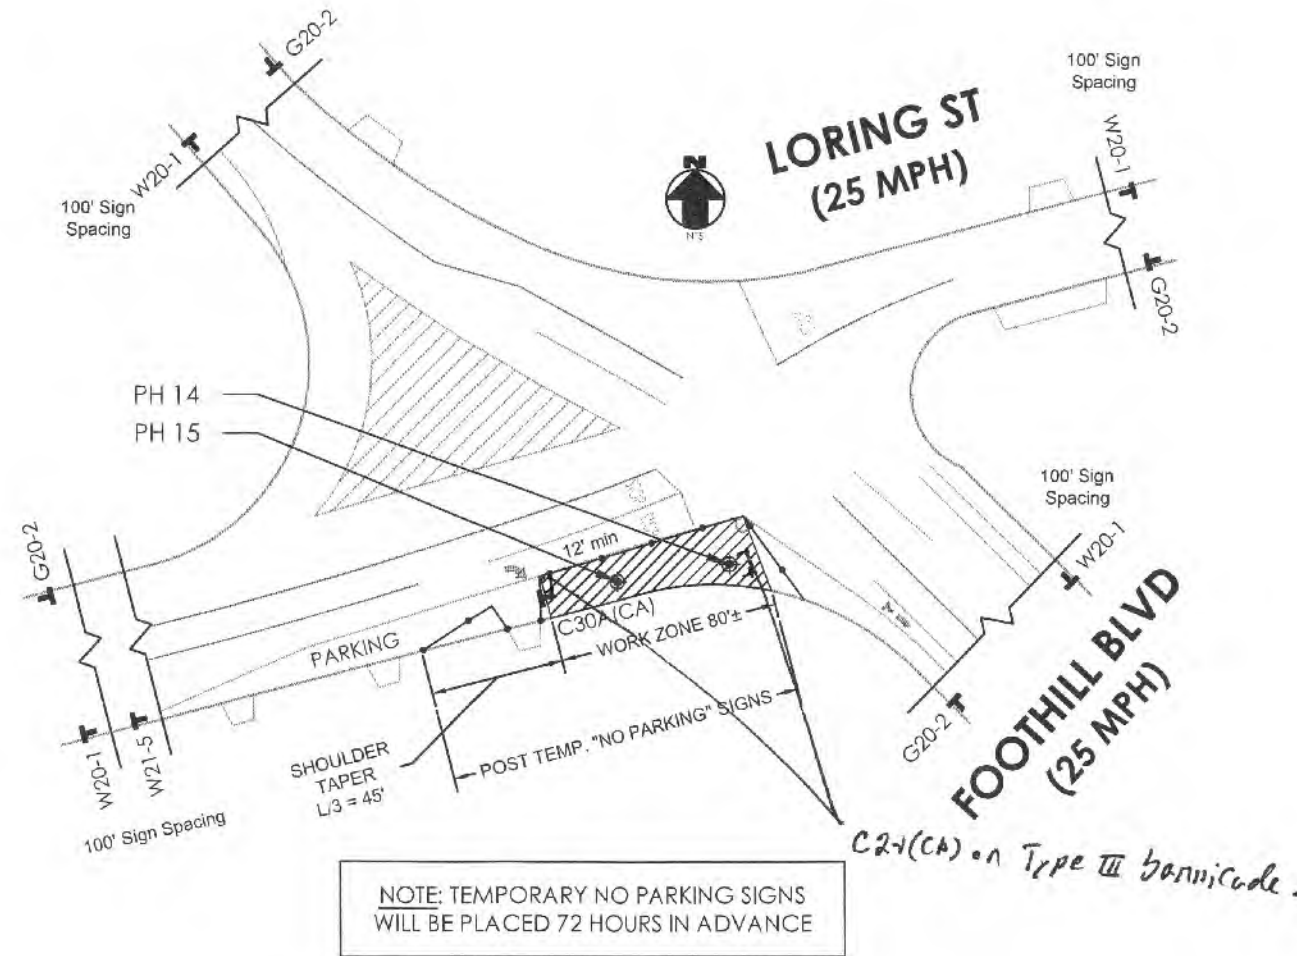 G20-2
W20-1
100' Sign
Spacing
LORING ST
(25 MPH)
N
100' Sign
Spacing
W20-1
G20-2
PH 14
PH 15
100' Sign
Spacing
W20-1
G20-2
12' min
C30A(CA)
WORK ZONE 80'±
PARKING
SHOULDER
TAPER
L/3 = 45'
POST TEMP. "NO PARKING" SIGNS
W20-1
W21-5
100' Sign Spacing
G20-2
FOOTHILL BLVD
(25 MPH)
on Type III barricade.
NOTE: TEMPORARY NO PARKING SIGNS
WILL BE PLACED 72 HOURS IN ADVANCE